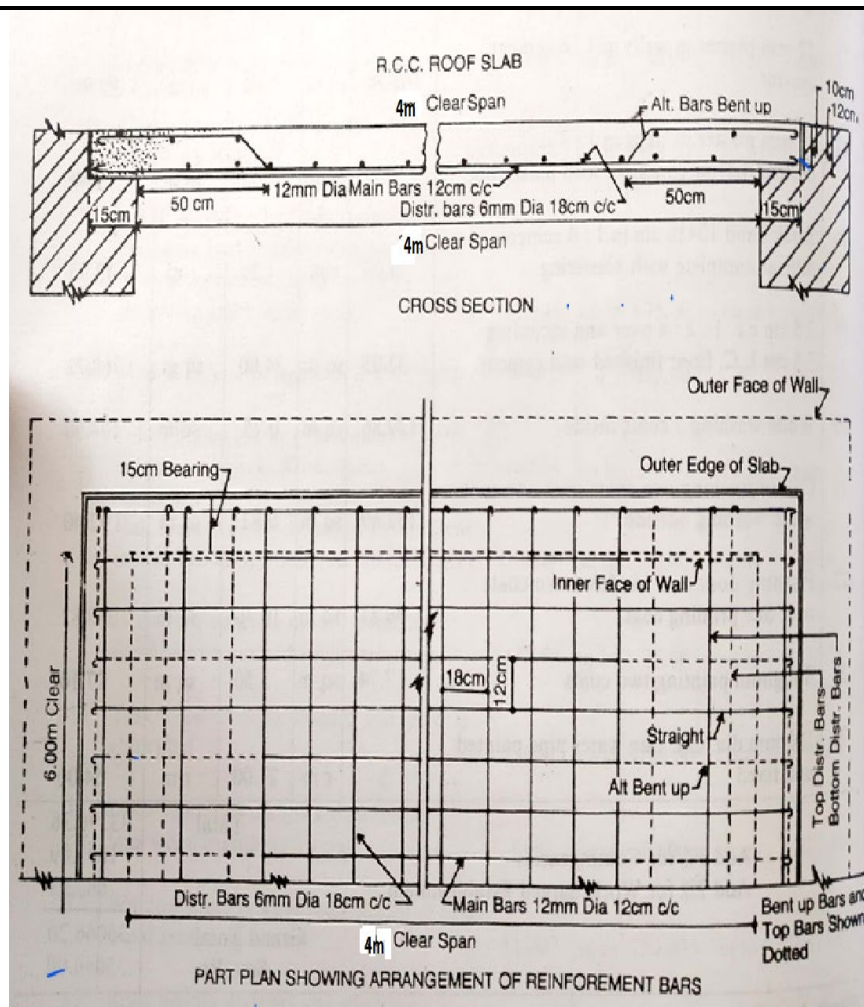 R.C.C. ROOF SLAB
4m Clear Span
Alt. Bars Bent up
10cm
12cm
12mm Dia Main Bars 12cm c/c
Distr. bars 6mm Dia 18cm c/c
15cm
50 cm
50cm
15cm
4m Clear Span
CROSS SECTION
Outer Face of Wall
15cm Bearing
Outer Edge of Slab
Inner Face of Wall
6.00m Clear
18cm
12cm
Straight
Alt Bent up
Top Distr. Bars
Bottom Distr. Bars
Distr. Bars 6mm Dia 18cm c/c
Main Bars 12mm Dia 12cm c/c
Bent up Bars and
Top Bars Shown
Dotted
4m Clear Span
PART PLAN SHOWING ARRANGEMENT OF REINFOREMENT BARS